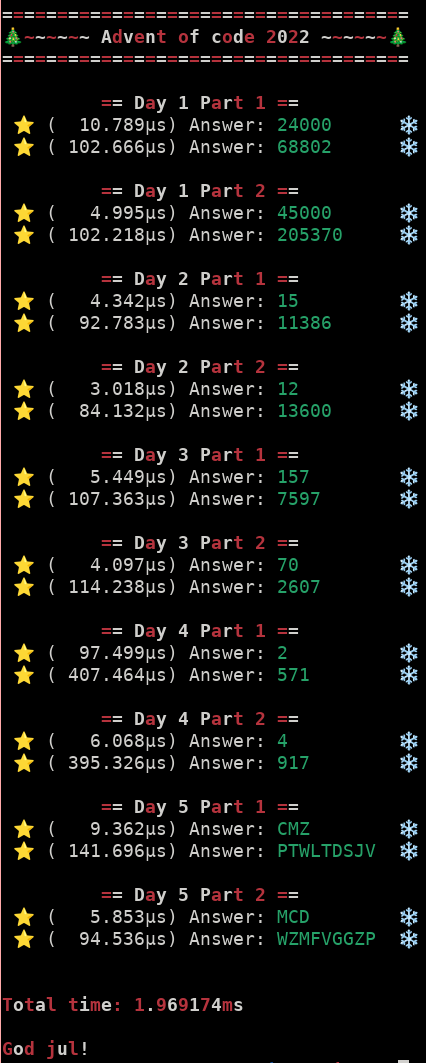 =====================================
🎄~~~~~~ Advent of code 2022 ~~~~~~🎄
=====================================
== Day 1 Part 1 ==
⭐ (  10.789µs) Answer: 24000 ❄
⭐ ( 102.666µs) Answer: 68802 ❄
== Day 1 Part 2 ==
⭐ (   4.995µs) Answer: 45000 ❄
⭐ ( 102.218µs) Answer: 205370 ❄
== Day 2 Part 1 ==
⭐ (   4.342µs) Answer: 15 ❄
⭐ (  92.783µs) Answer: 11386 ❄
== Day 2 Part 2 ==
⭐ (   3.018µs) Answer: 12 ❄
⭐ (  84.132µs) Answer: 13600 ❄
== Day 3 Part 1 ==
⭐ (   5.449µs) Answer: 157 ❄
⭐ ( 107.363µs) Answer: 7597 ❄
== Day 3 Part 2 ==
⭐ (   4.097µs) Answer: 70 ❄
⭐ ( 114.238µs) Answer: 2607 ❄
== Day 4 Part 1 ==
⭐ (  97.499µs) Answer: 2 ❄
⭐ ( 407.464µs) Answer: 571 ❄
== Day 4 Part 2 ==
⭐ (   6.068µs) Answer: 4 ❄
⭐ ( 395.326µs) Answer: 917 ❄
== Day 5 Part 1 ==
⭐ (   9.362µs) Answer: CMZ ❄
⭐ ( 141.696µs) Answer: PTWLTDSJV ❄
== Day 5 Part 2 ==
⭐ (   5.853µs) Answer: MCD ❄
⭐ (  94.536µs) Answer: WZMFVGGZP ❄
Total time: 1.969174ms
God jul!